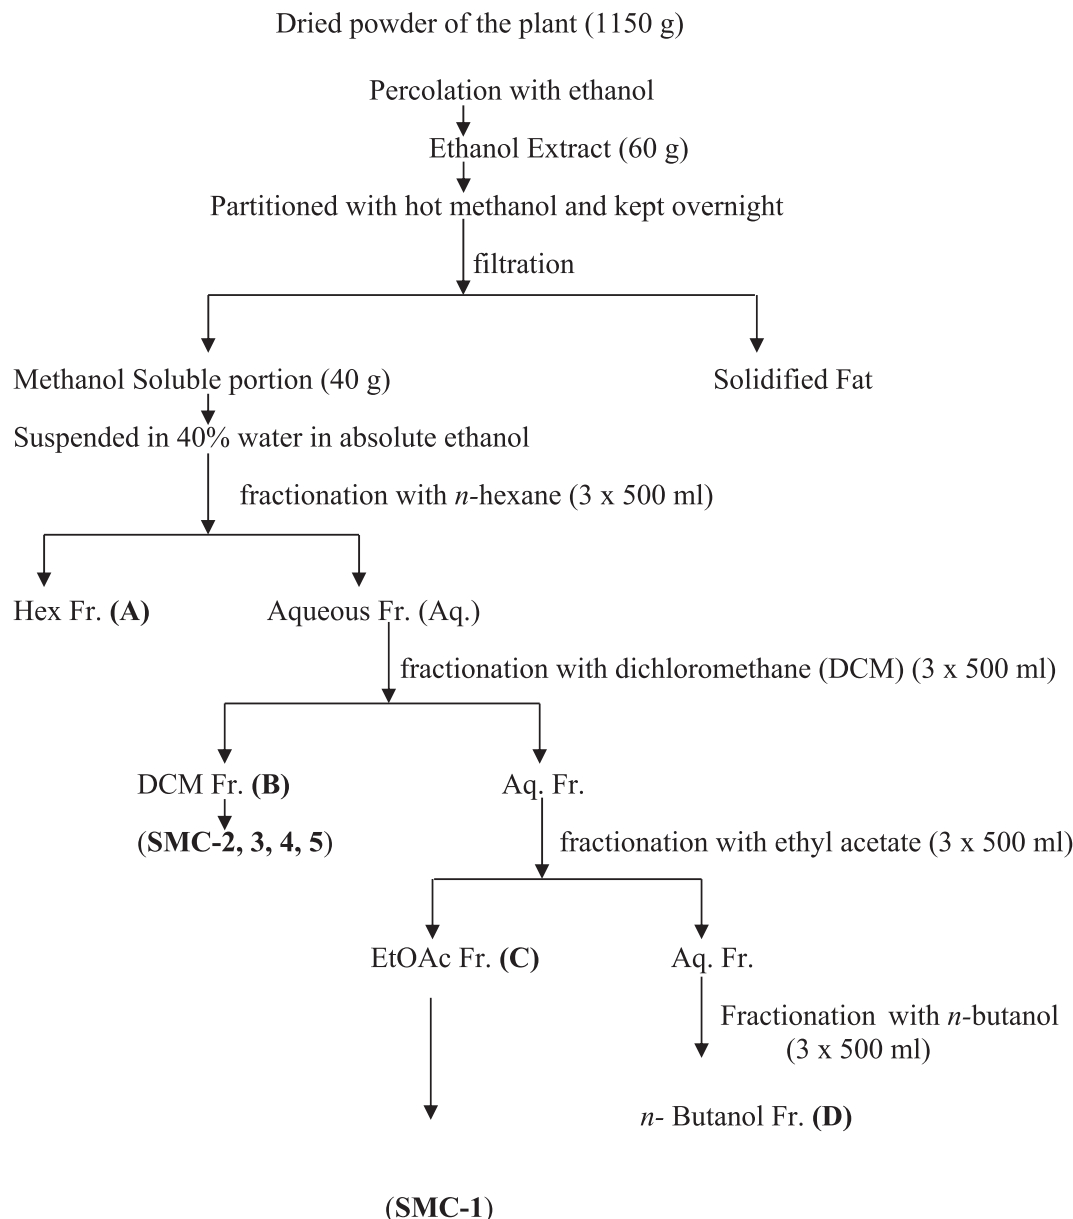 Dried powder of the plant (1150 g)
Percolation with ethanol
Ethanol Extract (60 g)
Partitioned with hot methanol and kept overnight
filtration
Methanol Soluble portion (40 g)
Solidified Fat
Suspended in 40% water in absolute ethanol
fractionation with n-hexane (3 x 500 ml)
Hex Fr. (A)
Aqueous Fr. (Aq.)
fractionation with dichloromethane (DCM) (3 x 500 ml)
DCM Fr. (B)
Aq. Fr.
(SMC-2, 3, 4, 5)
fractionation with ethyl acetate (3 x 500 ml)
EtOAc Fr. (C)
Aq. Fr.
Fractionation with n-butanol
(3 x 500 ml)
n- Butanol Fr. (D)
(SMC-1)